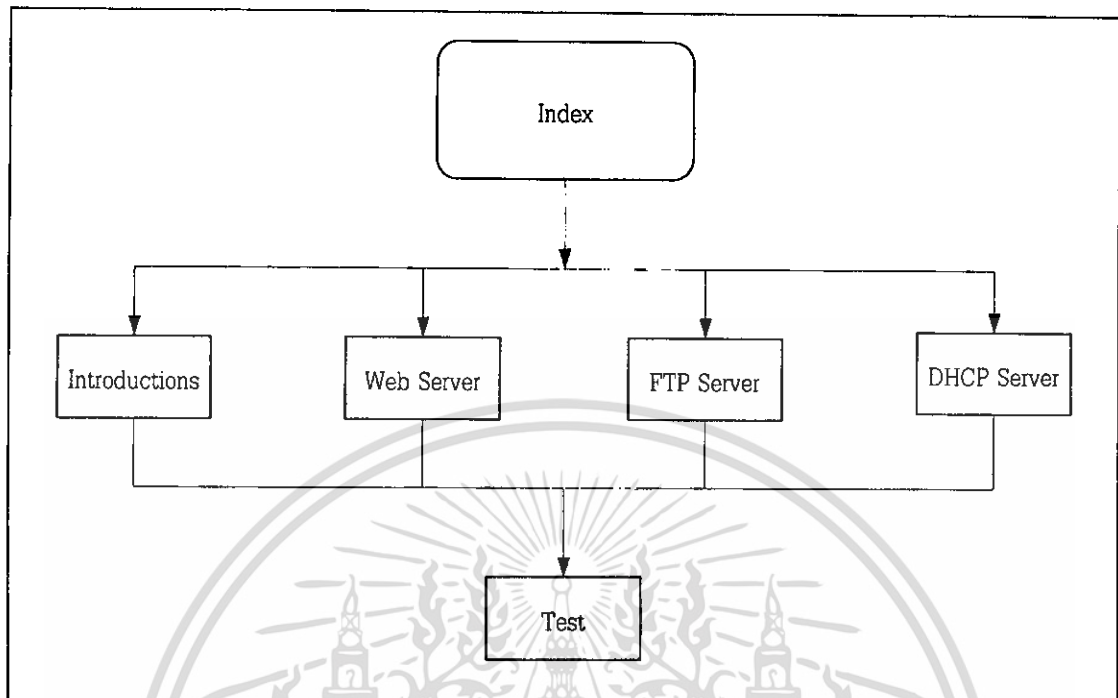 Index
Introductions
Web Server
FTP Server
DHCP Server
Test